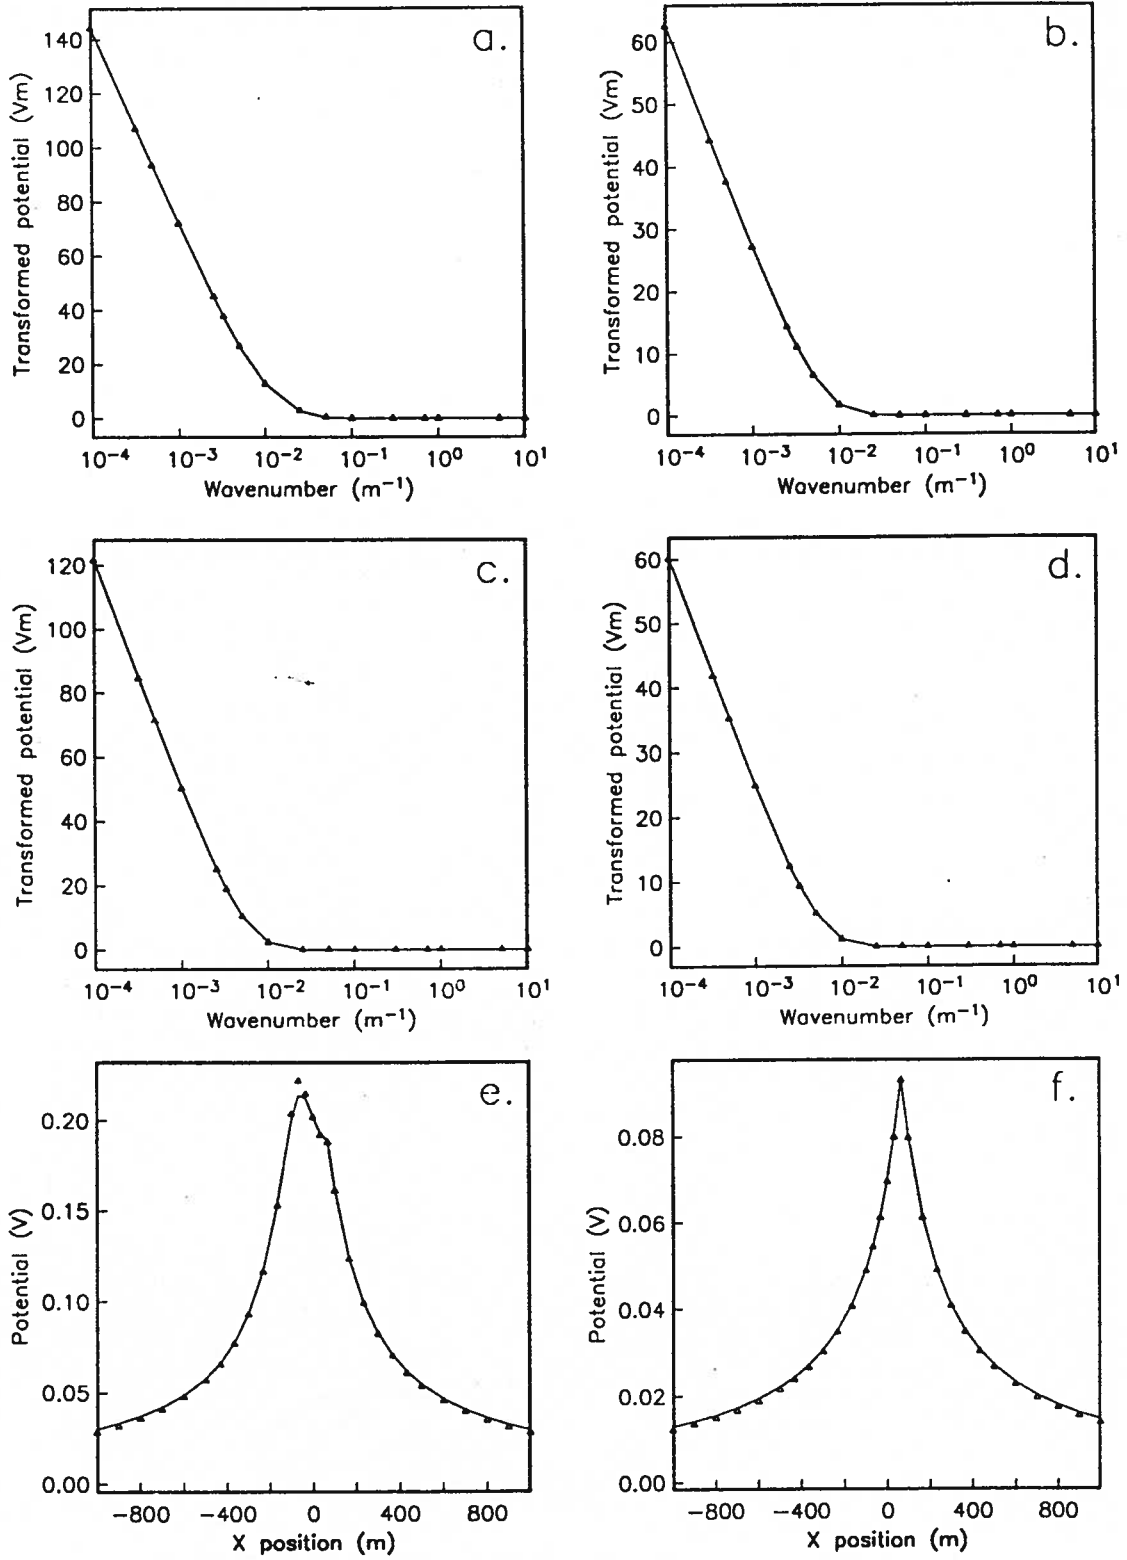 a.
Transformed potential (Vm)
140
120
100
80
60
40
20
0
10⁻⁴ 10⁻³ 10⁻² 10⁻¹ 10⁰ 10¹
Wavenumber (m⁻¹)
b.
Transformed potential (Vm)
60
50
40
30
20
10
0
10⁻⁴ 10⁻³ 10⁻² 10⁻¹ 10⁰ 10¹
Wavenumber (m⁻¹)
c.
Transformed potential (Vm)
120
100
80
60
40
20
0
10⁻⁴ 10⁻³ 10⁻² 10⁻¹ 10⁰ 10¹
Wavenumber (m⁻¹)
d.
Transformed potential (Vm)
60
50
40
30
20
10
0
10⁻⁴ 10⁻³ 10⁻² 10⁻¹ 10⁰ 10¹
Wavenumber (m⁻¹)
e.
Potential (V)
0.20
0.15
0.10
0.05
0.00
−800 −400 0 400 800
X position (m)
f.
Potential (V)
0.08
0.06
0.04
0.02
0.00
−800 −400 0 400 800
X position (m)